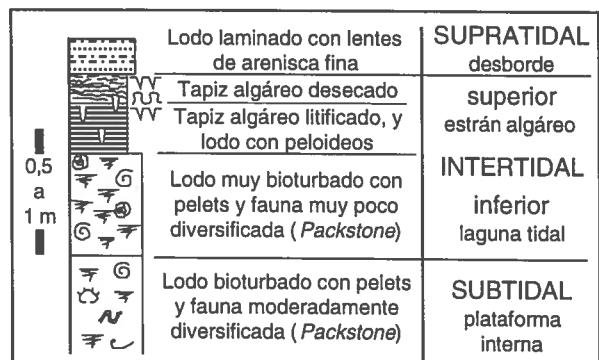 Lodo laminado con lentes
de arenisca fina
SUPRATIDAL
desborde
Tapiz algáreo desecado
Tapiz algáreo litificado, y
lodo con peloideos
superior
estrán algáreo
INTERTIDAL
0,5
a
1 m
Lodo muy bioturbado con
pelets y fauna muy poco
diversificada (Packstone)
inferior
laguna tidal
Lodo bioturbado con pelets
y fauna moderadamente
diversificada (Packstone)
SUBTIDAL
plataforma
interna